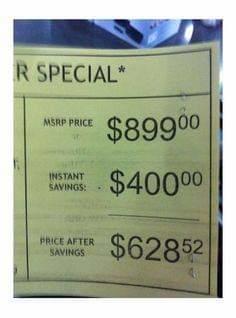 R SPECIAL*
MSRP PRICE $899⁰⁰
INSTANT
SAVINGS: $400⁰⁰
PRICE AFTER
SAVINGS $628⁵²